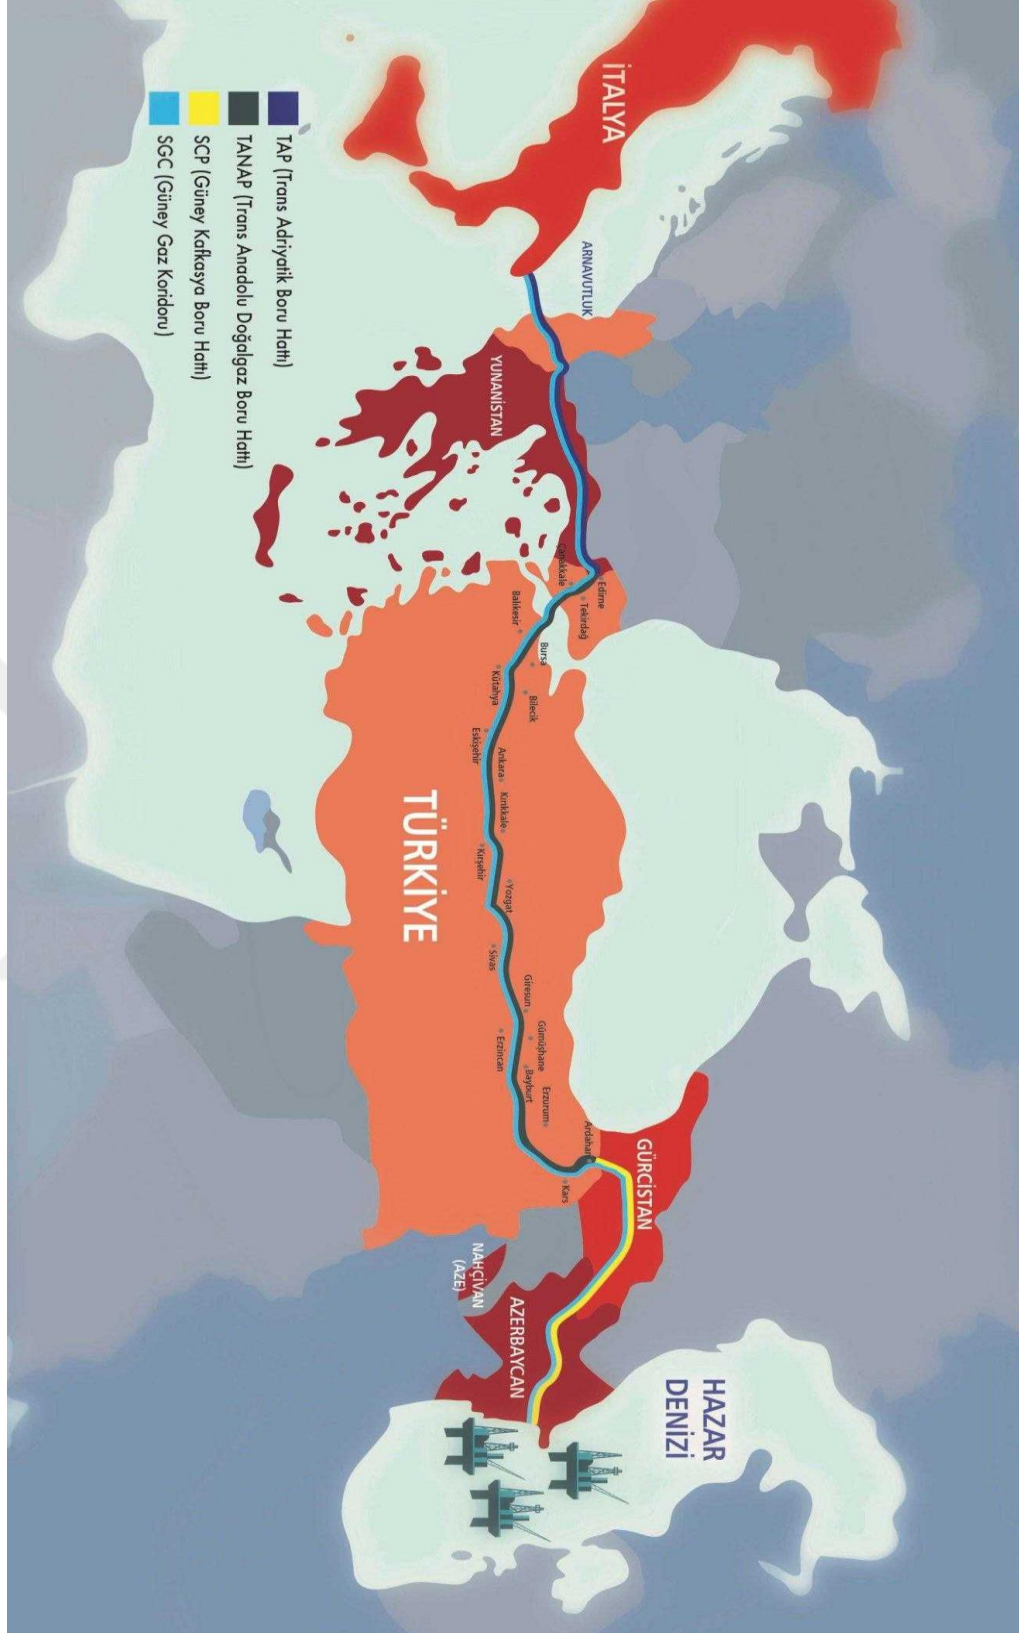 İTALYA
ARNAVUTLUK
YUNANİSTAN
Edirne
Tekirdağ
Çanakkale
Balıkesir
Bursa
Bilecik
Kütahya
Eskişehir
Ankara
Kırıkkale
Kırşehir
Yozgat
Sivas
Giresun
Gümüşhane
Erzincan
Bayburt
Erzurum
Ardahan
Kars
TÜRKİYE
GÜRCİSTAN
NAHÇİVAN
(AZE)
AZERBAYCAN
HAZAR
DENİZİ
TAP (Trans Adriyatik Boru Hattı)
TANAP (Trans Anadolu Doğalgaz Boru Hattı)
SCP (Güney Kafkasya Boru Hattı)
SGC (Güney Gaz Koridoru)